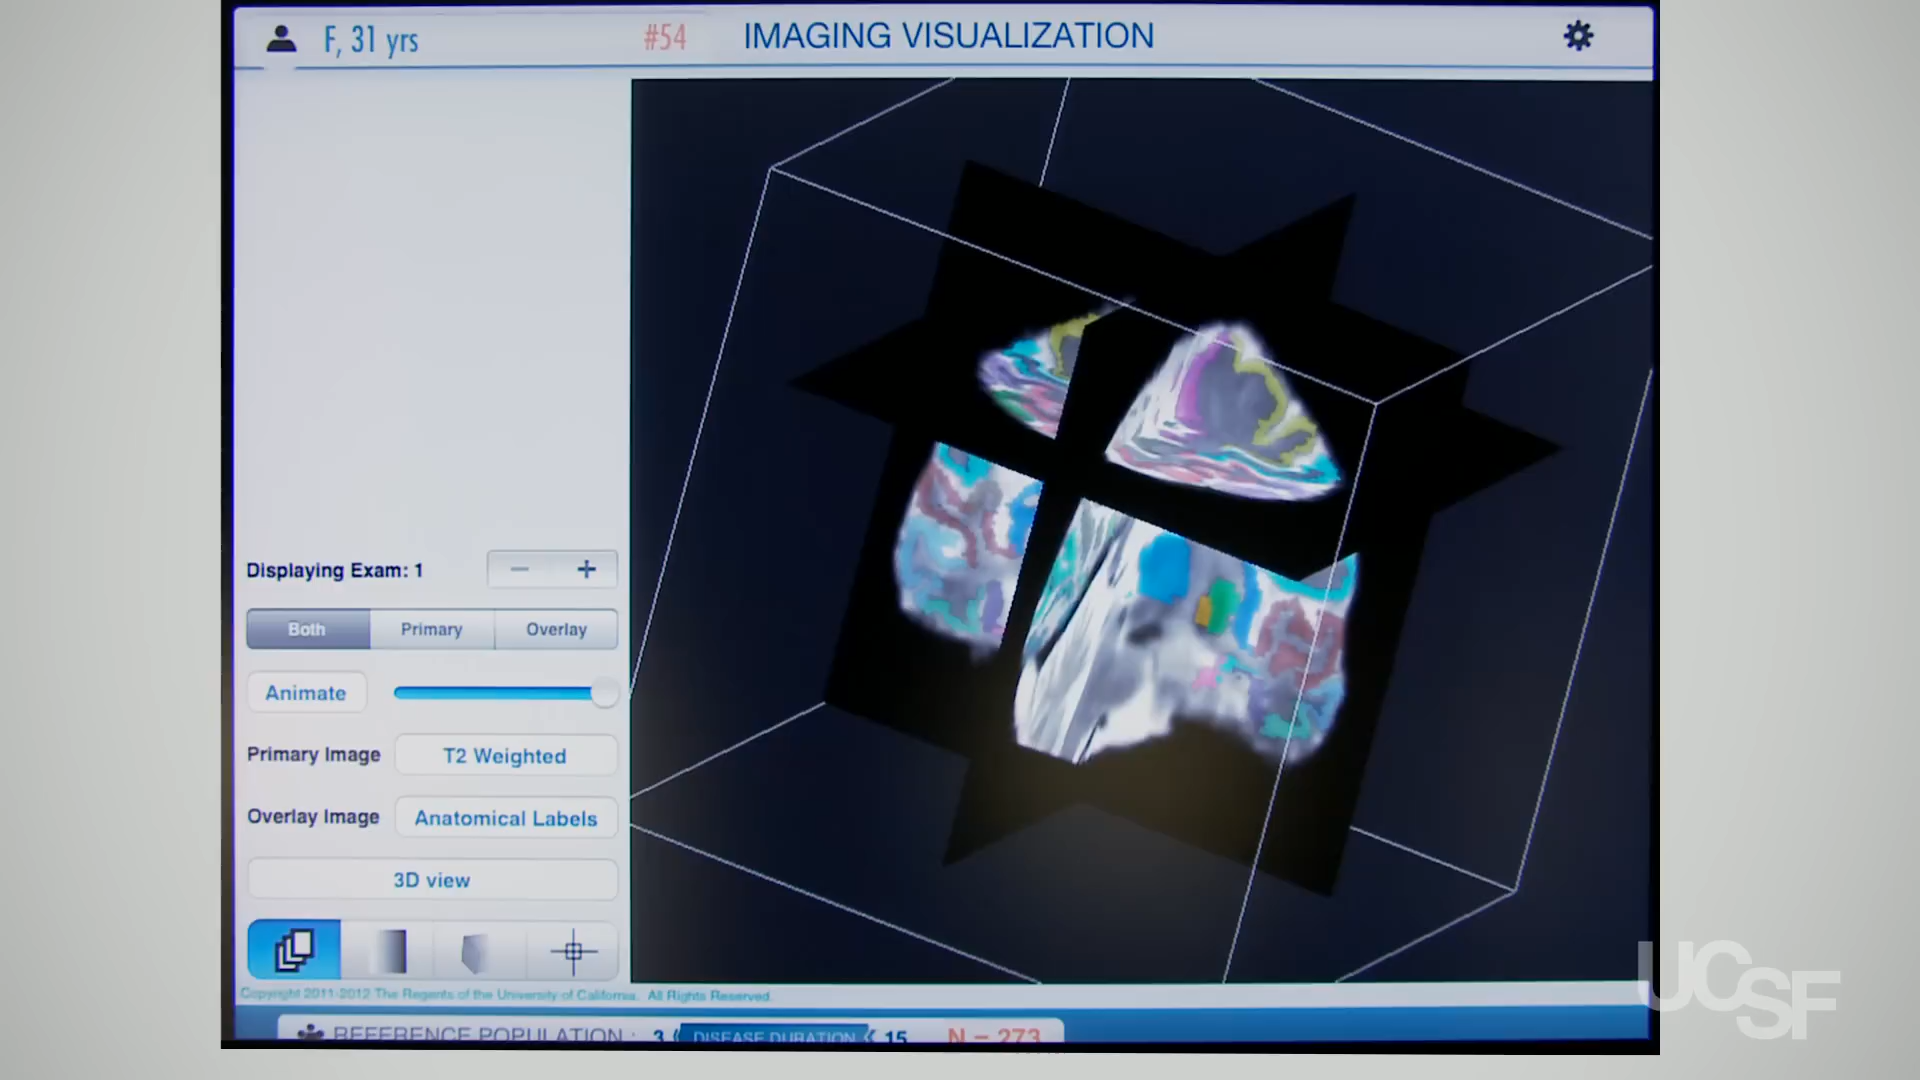 F, 31 yrs
#54
IMAGING VISUALIZATION
Displaying Exam: 1
− +
Both Primary Overlay
Animate
Primary Image T2 Weighted
Overlay Image Anatomical Labels
3D view
Copyright 2011-2012 The Regents of the University of California. All Rights Reserved.
REFERENCE POPULATION : 3 < DISEASE DURATION < 15 N = 273
UCSF